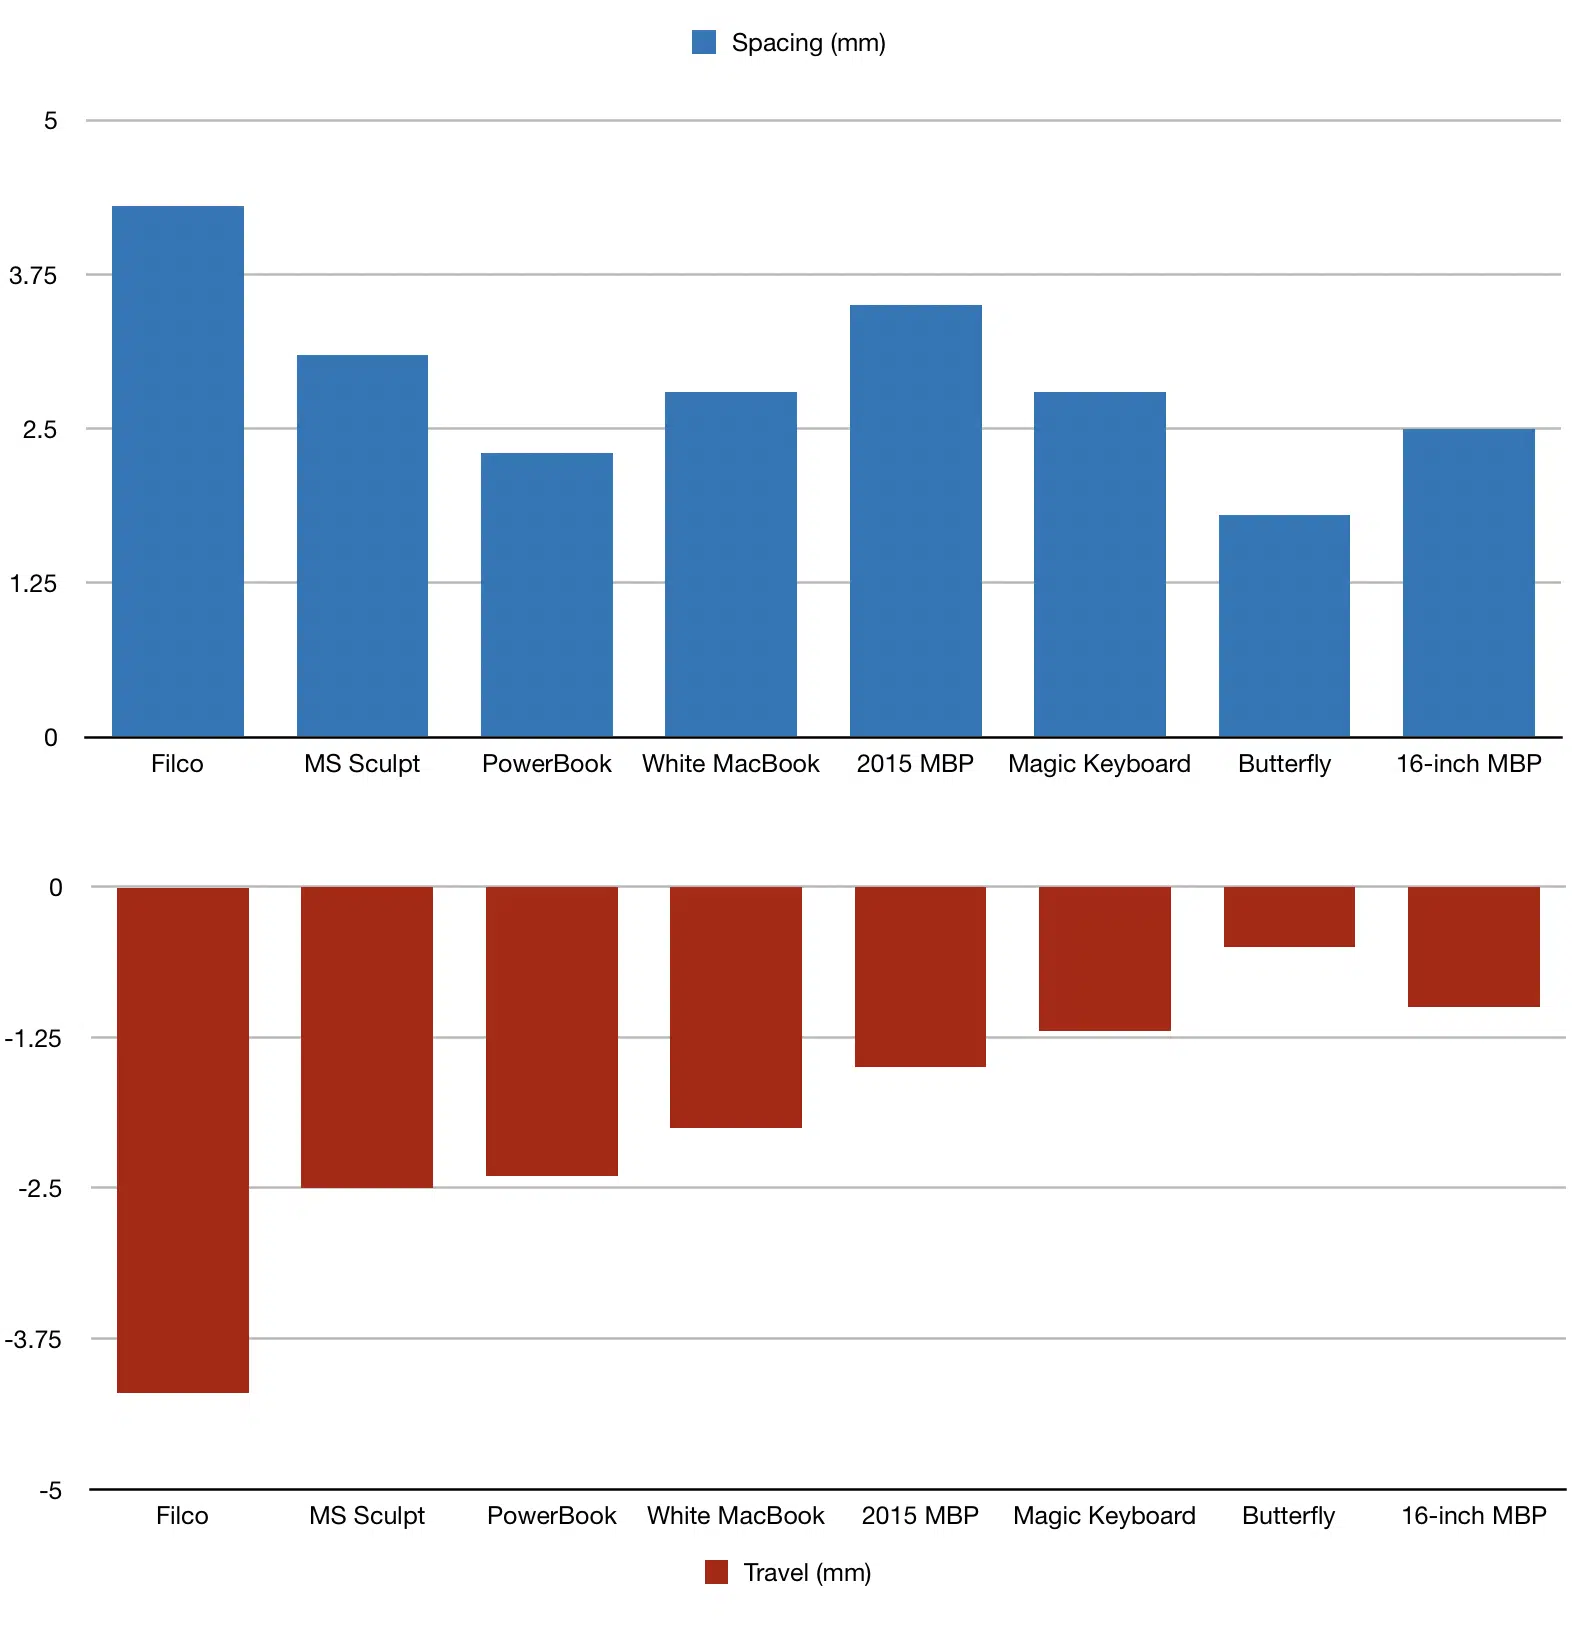 Spacing (mm)
5
3.75
2.5
1.25
0
Filco MS Sculpt PowerBook White MacBook 2015 MBP Magic Keyboard Butterfly 16-inch MBP
0
-1.25
-2.5
-3.75
-5
Filco MS Sculpt PowerBook White MacBook 2015 MBP Magic Keyboard Butterfly 16-inch MBP
Travel (mm)